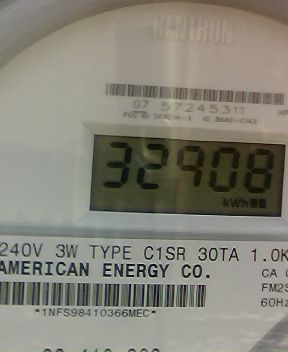 CENTRON
07 57245311
32908
kWh
240V 3W TYPE C1SR 30TA 1.0K
AMERICAN ENERGY CO.
CA
FM2S
60Hz
*1NFS98410366MEC*